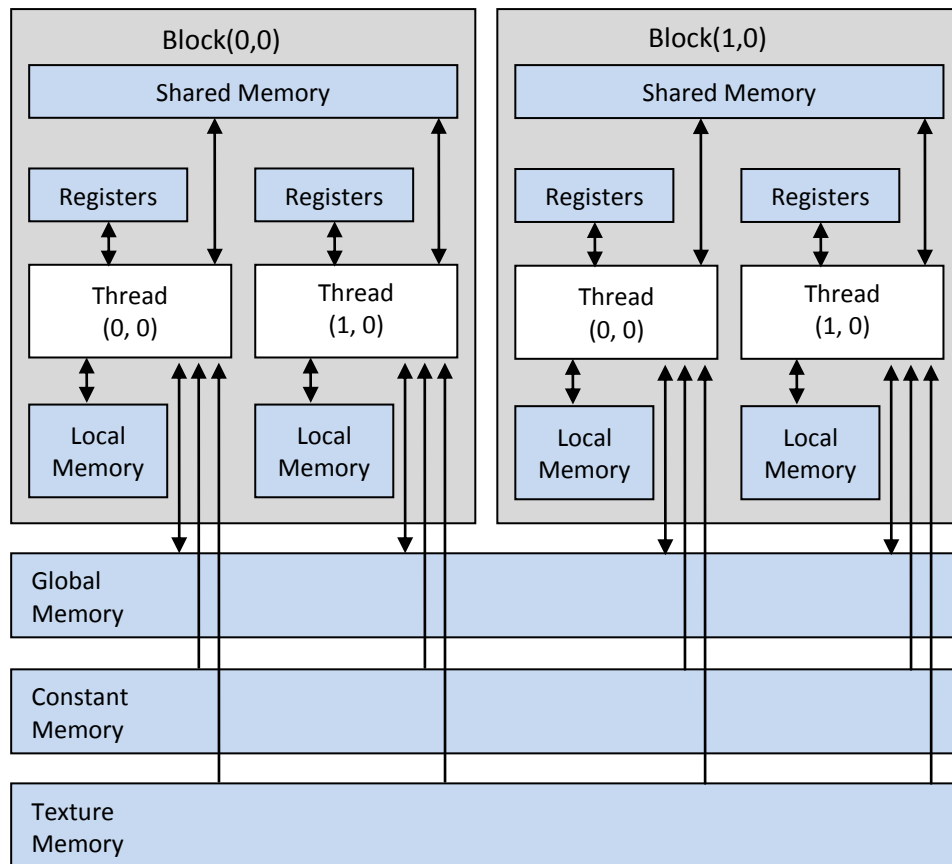 Block(0,0)
Shared Memory
Registers
Registers
Thread
(0, 0)
Thread
(1, 0)
Local
Memory
Local
Memory
Block(1,0)
Shared Memory
Registers
Registers
Thread
(0, 0)
Thread
(1, 0)
Local
Memory
Local
Memory
Global
Memory
Constant
Memory
Texture
Memory